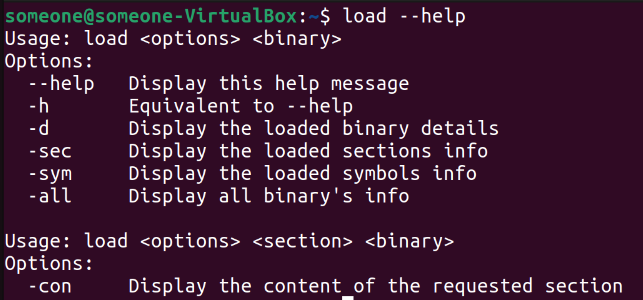 someone@someone-VirtualBox:~$ load --help
Usage: load <options> <binary>
Options:
  --help   Display this help message
  -h       Equivalent to --help
  -d       Display the loaded binary details
  -sec     Display the loaded sections info
  -sym     Display the loaded symbols info
  -all     Display all binary's info

Usage: load <options> <section> <binary>
Options:
  -con     Display the content of the requested section